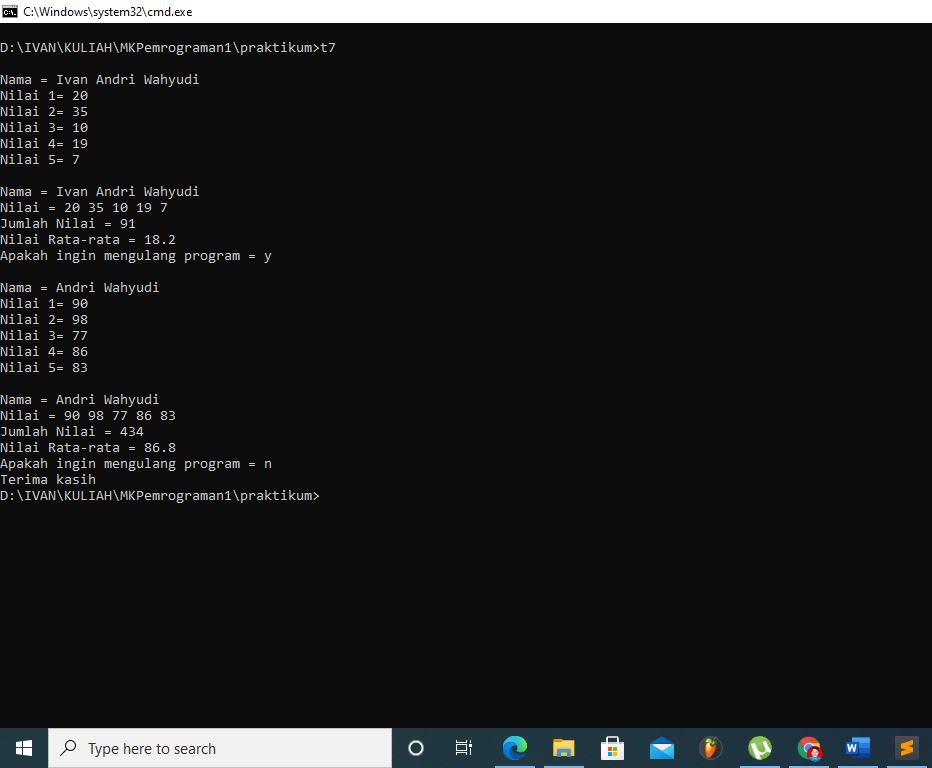 C:\Windows\system32\cmd.exe
D:\IVAN\KULIAH\MKPemrograman1\praktikum>t7
Nama = Ivan Andri Wahyudi
Nilai 1= 20
Nilai 2= 35
Nilai 3= 10
Nilai 4= 19
Nilai 5= 7
Nama = Ivan Andri Wahyudi
Nilai = 20 35 10 19 7
Jumlah Nilai = 91
Nilai Rata-rata = 18.2
Apakah ingin mengulang program = y
Nama = Andri Wahyudi
Nilai 1= 90
Nilai 2= 98
Nilai 3= 77
Nilai 4= 86
Nilai 5= 83
Nama = Andri Wahyudi
Nilai = 90 98 77 86 83
Jumlah Nilai = 434
Nilai Rata-rata = 86.8
Apakah ingin mengulang program = n
Terima kasih
D:\IVAN\KULIAH\MKPemrograman1\praktikum>
Type here to search